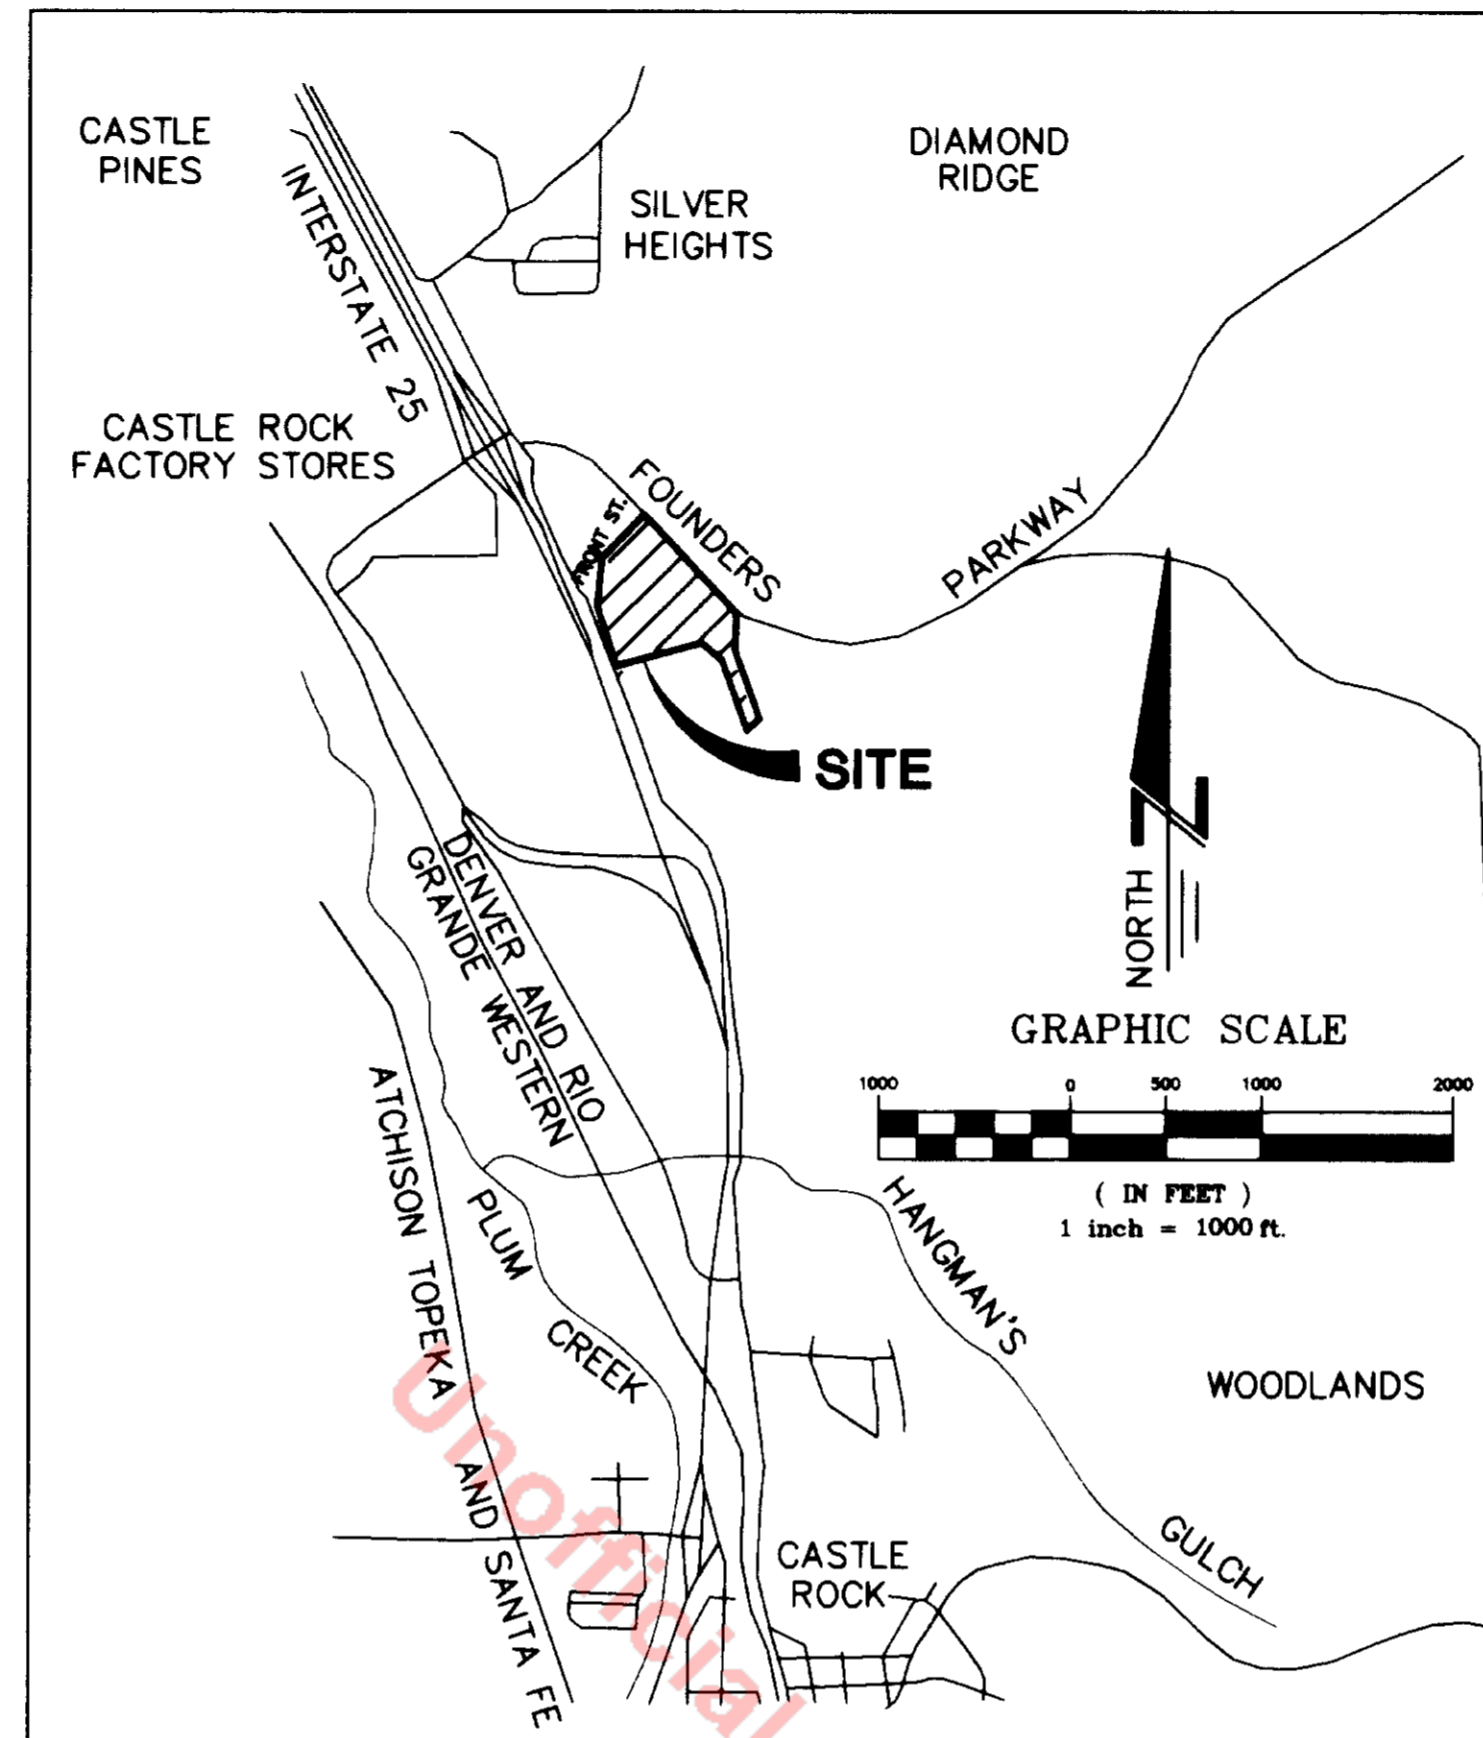 CASTLE
PINES
DIAMOND
RIDGE
SILVER
HEIGHTS
INTERSTATE 25
CASTLE ROCK
FACTORY STORES
FRONT ST.
FOUNDERS
PARKWAY
SITE
NORTH
DENVER AND RIO
GRANDE WESTERN
GRAPHIC SCALE
1000 0 500 1000 2000
( IN FEET )
1 inch = 1000 ft.
ATCHISON TOPEKA AND SANTA FE
PLUM CREEK
HANGMAN'S GULCH
WOODLANDS
CASTLE
ROCK
Unofficial